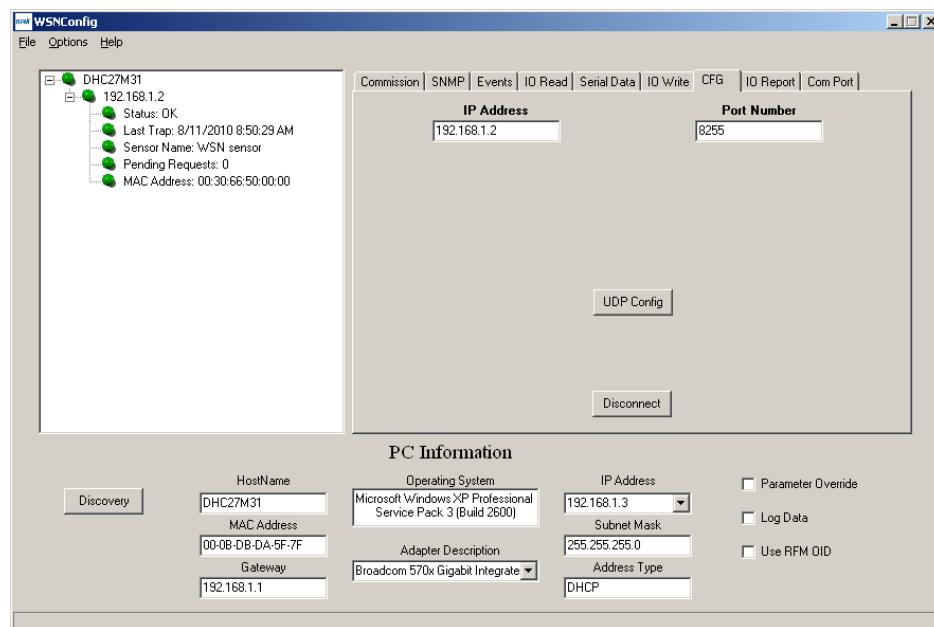 WSNConfig
File Options Help
DHC27M31
192.168.1.2
Status: OK
Last Trap: 8/11/2010 8:50:29 AM
Sensor Name: WSN sensor
Pending Requests: 0
MAC Address: 00:30:66:50:00:00
Commission SNMP Events IO Read Serial Data IO Write CFG IO Report Com Port
IP Address Port Number
192.168.1.2 8255
UDP Config
Disconnect
PC Information
Discovery
HostName
DHC27M31
MAC Address
00-0B-DB-DA-5F-7F
Gateway
192.168.1.1
Operating System
Microsoft Windows XP Professional
Service Pack 3 (Build 2600)
Adapter Description
Broadcom 570x Gigabit Integrate
IP Address
192.168.1.3
Subnet Mask
255.255.255.0
Address Type
DHCP
Parameter Override
Log Data
Use RFM OID